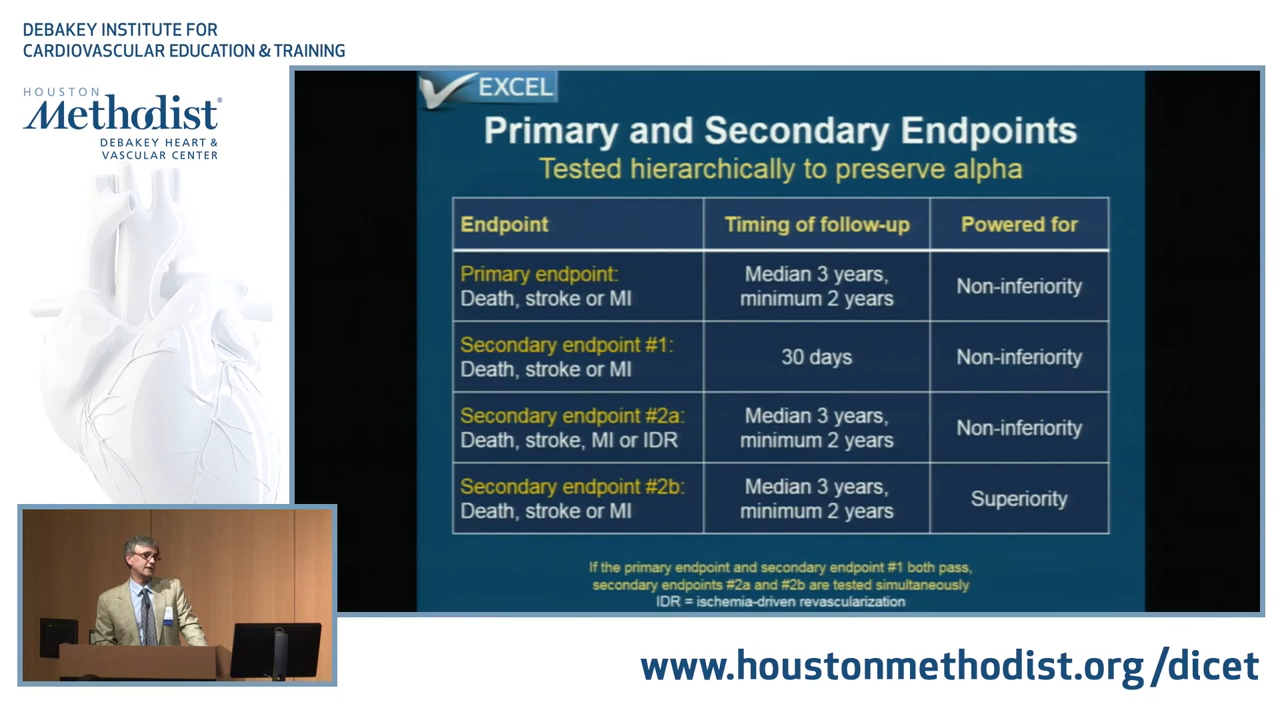 DEBAKEY INSTITUTE FOR
CARDIOVASCULAR EDUCATION & TRAINING
HOUSTON
Methodist®
DEBAKEY HEART &
VASCULAR CENTER
EXCEL
Primary and Secondary Endpoints
Tested hierarchically to preserve alpha
Endpoint Timing of follow-up Powered for
Primary endpoint:
Death, stroke or MI
Median 3 years,
minimum 2 years
Non-inferiority
Secondary endpoint #1:
Death, stroke or MI
30 days
Non-inferiority
Secondary endpoint #2a:
Death, stroke, MI or IDR
Median 3 years,
minimum 2 years
Non-inferiority
Secondary endpoint #2b:
Death, stroke or MI
Median 3 years,
minimum 2 years
Superiority
If the primary endpoint and secondary endpoint #1 both pass,
secondary endpoints #2a and #2b are tested simultaneously
IDR = ischemia-driven revascularization
www.houstonmethodist.org/dicet